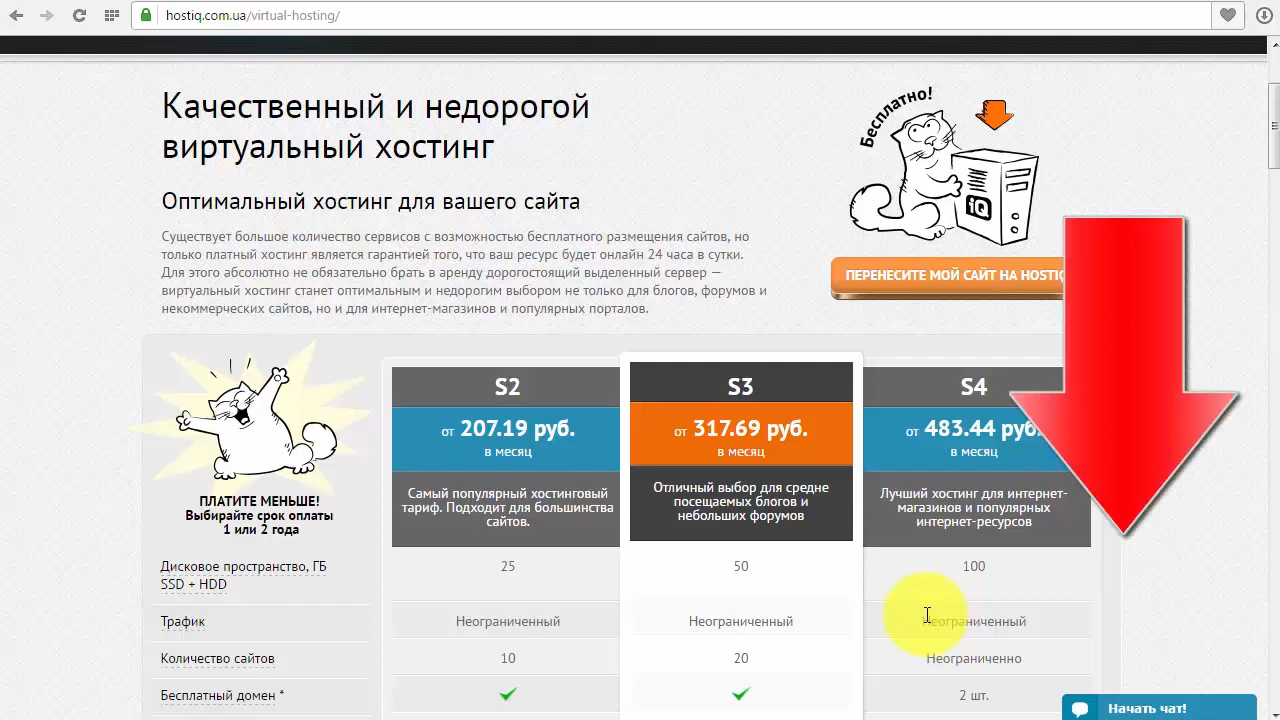 hostiq.com.ua/virtual-hosting/
Качественный и недорогой
виртуальный хостинг
Бесплатно!
iQ
Оптимальный хостинг для вашего сайта
Существует большое количество сервисов с возможностью бесплатного размещения сайтов, но
только платный хостинг является гарантией того, что ваш ресурс будет онлайн 24 часа в сутки.
Для этого абсолютно не обязательно брать в аренду дорогостоящий выделенный сервер —
виртуальный хостинг станет оптимальным и недорогим выбором не только для блогов, форумов и
некоммерческих сайтов, но и для интернет-магазинов и популярных порталов.
ПЕРЕНЕСИТЕ МОЙ САЙТ НА HOSTIQ
ПЛАТИТЕ МЕНЬШЕ!
Выбирайте срок оплаты
1 или 2 года
S2 S3 S4
от 207.19 руб. от 317.69 руб. от 483.44 руб.
в месяц в месяц в месяц
Самый популярный хостинговый
тариф. Подходит для большинства
сайтов.
Отличный выбор для средне
посещаемых блогов и
небольших форумов
Лучший хостинг для интернет-
магазинов и популярных
интернет-ресурсов
Дисковое пространство, ГБ 25 50 100
SSD + HDD
Трафик Неограниченный Неограниченный Неограниченный
Количество сайтов 10 20 Неограниченно
Бесплатный домен * 2 шт.
Начать чат!